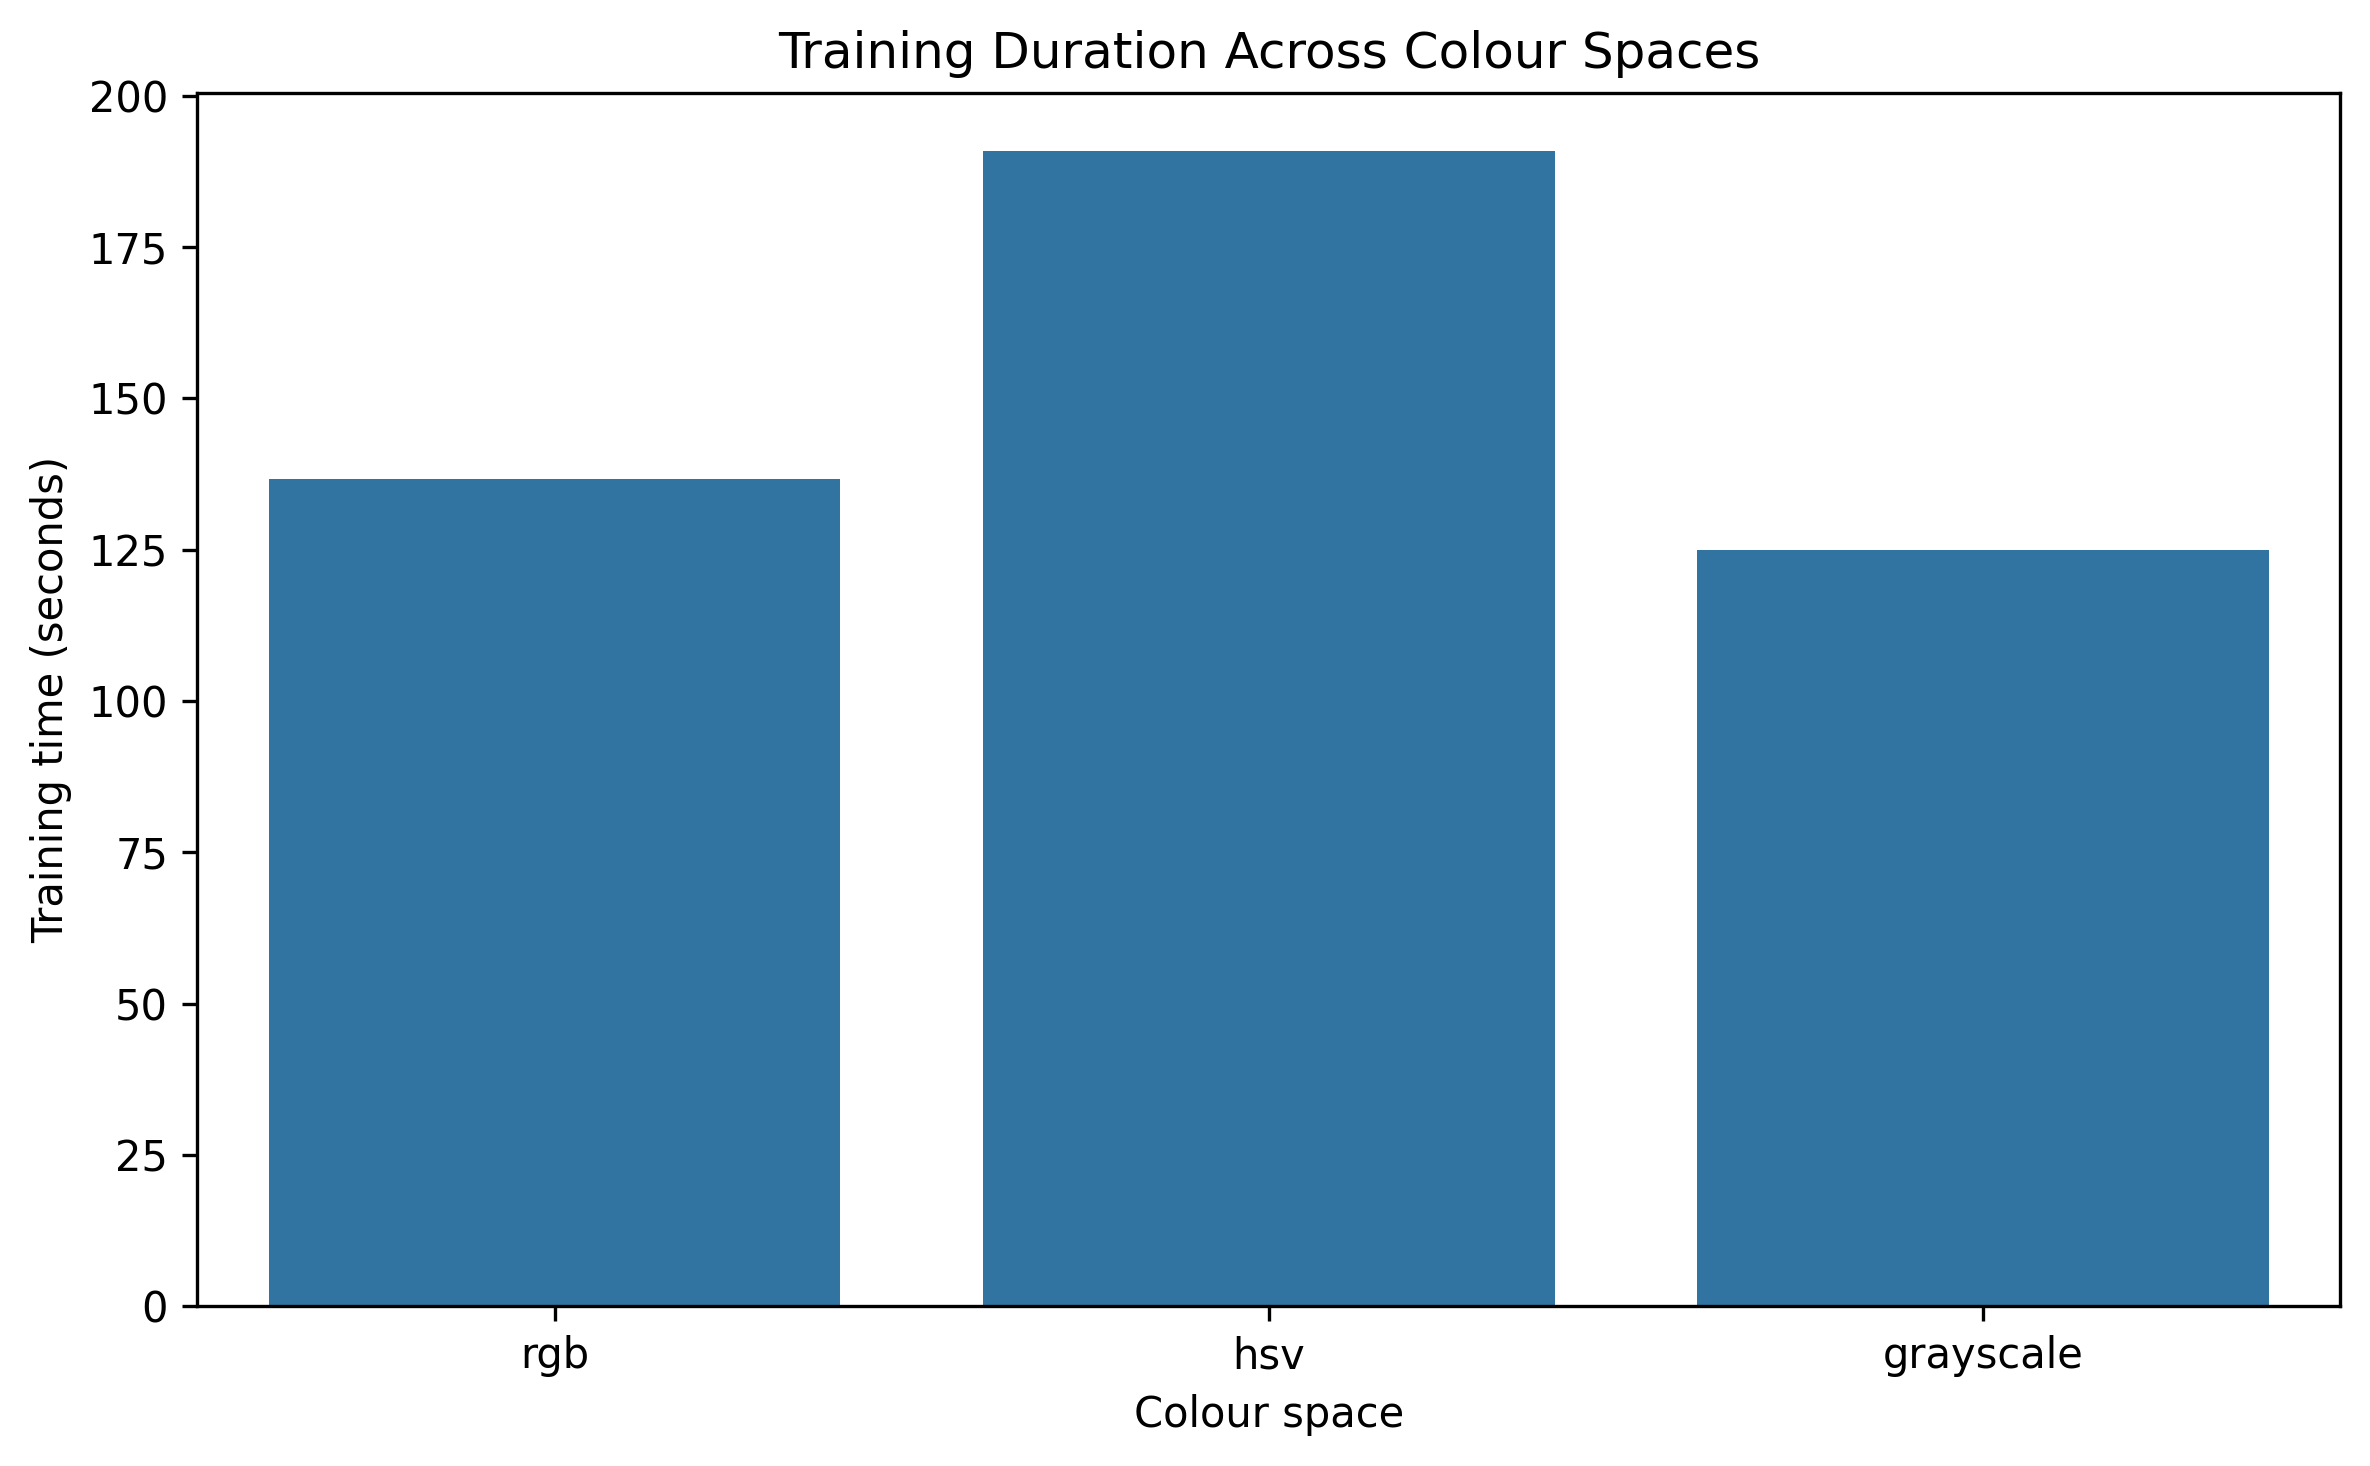 Training Duration Across Colour Spaces
200
175
150
125
100
75
50
25
0
Training time (seconds)
rgb
hsv
grayscale
Colour space